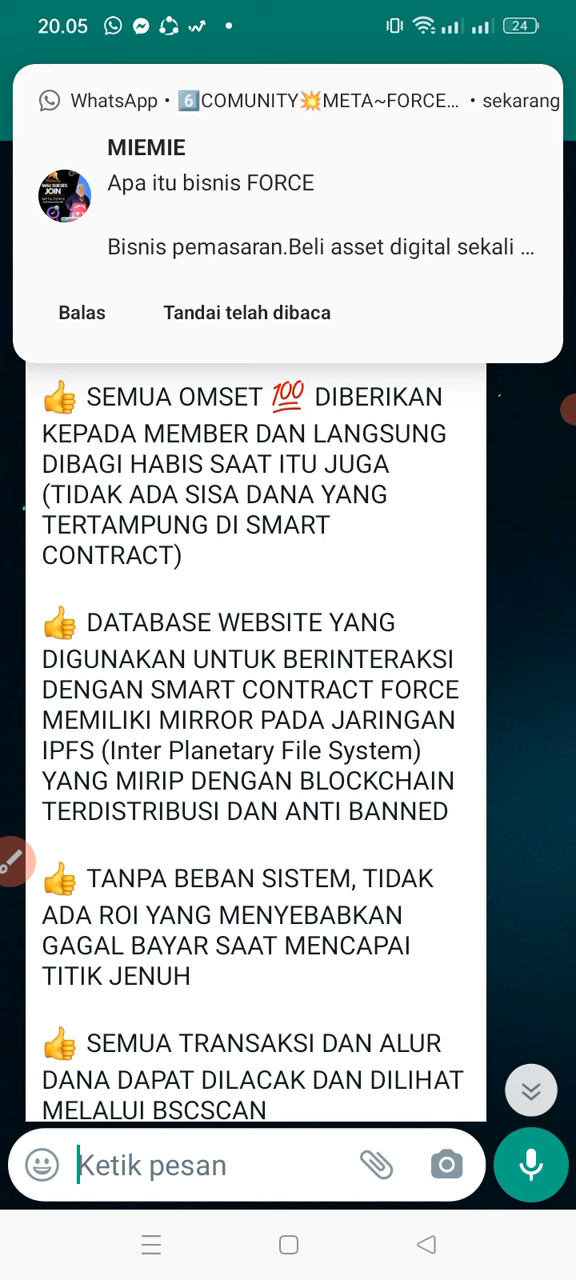 20.05
24
WhatsApp • 6️⃣COMUNITY💥META~FORCE... • sekarang
MIEMIE
Apa itu bisnis FORCE
Bisnis pemasaran.Beli asset digital sekali ...
Balas Tandai telah dibaca
👍 SEMUA OMSET 💯 DIBERIKAN
KEPADA MEMBER DAN LANGSUNG
DIBAGI HABIS SAAT ITU JUGA
(TIDAK ADA SISA DANA YANG
TERTAMPUNG DI SMART
CONTRACT)
👍 DATABASE WEBSITE YANG
DIGUNAKAN UNTUK BERINTERAKSI
DENGAN SMART CONTRACT FORCE
MEMILIKI MIRROR PADA JARINGAN
IPFS (Inter Planetary File System)
YANG MIRIP DENGAN BLOCKCHAIN
TERDISTRIBUSI DAN ANTI BANNED
👍 TANPA BEBAN SISTEM, TIDAK
ADA ROI YANG MENYEBABKAN
GAGAL BAYAR SAAT MENCAPAI
TITIK JENUH
👍 SEMUA TRANSAKSI DAN ALUR
DANA DAPAT DILACAK DAN DILIHAT
MELALUI BSCSCAN
Ketik pesan